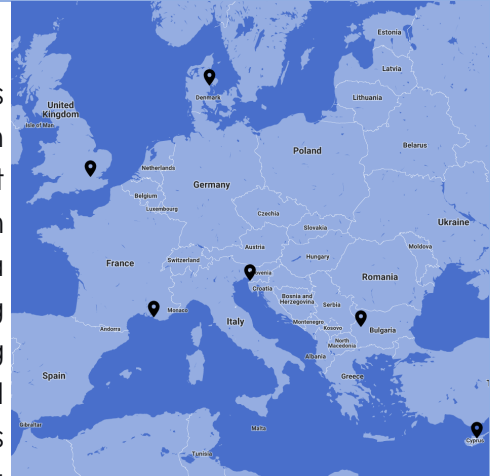 Estonia
Latvia
Denmark
Lithuania
United
Kingdom
Isle of Man
Belarus
Poland
Netherlands
Germany
Belgium
Luxembourg
Czechia
Ukraine
Slovakia
Moldova
Austria
Hungary
Switzerland
France
Romania
Croatia
Bosnia and
Herzegovina
Serbia
Monaco
Italy
Montenegro
Kosovo
Bulgaria
Andorra
North
Macedonia
Albania
Spain
Greece
Gibraltar
Malta
Cyprus
Tunisia